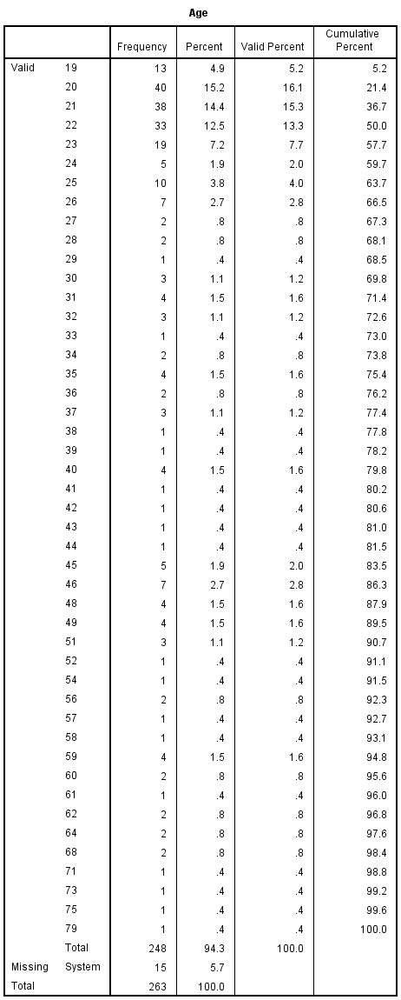 Age
Frequency Percent Valid Percent Cumulative Percent
Valid 19 13 4.9 5.2 5.2
20 40 15.2 16.1 21.4
21 38 14.4 15.3 36.7
22 33 12.5 13.3 50.0
23 19 7.2 7.7 57.7
24 5 1.9 2.0 59.7
25 10 3.8 4.0 63.7
26 7 2.7 2.8 66.5
27 2 .8 .8 67.3
28 2 .8 .8 68.1
29 1 .4 .4 68.5
30 3 1.1 1.2 69.8
31 4 1.5 1.6 71.4
32 3 1.1 1.2 72.6
33 1 .4 .4 73.0
34 2 .8 .8 73.8
35 4 1.5 1.6 75.4
36 2 .8 .8 76.2
37 3 1.1 1.2 77.4
38 1 .4 .4 77.8
39 1 .4 .4 78.2
40 4 1.5 1.6 79.8
41 1 .4 .4 80.2
42 1 .4 .4 80.6
43 1 .4 .4 81.0
44 1 .4 .4 81.5
45 5 1.9 2.0 83.5
46 7 2.7 2.8 86.3
48 4 1.5 1.6 87.9
49 4 1.5 1.6 89.5
51 3 1.1 1.2 90.7
52 1 .4 .4 91.1
54 1 .4 .4 91.5
56 2 .8 .8 92.3
57 1 .4 .4 92.7
58 1 .4 .4 93.1
59 4 1.5 1.6 94.8
60 2 .8 .8 95.6
61 1 .4 .4 96.0
62 2 .8 .8 96.8
64 2 .8 .8 97.6
68 2 .8 .8 98.4
71 1 .4 .4 98.8
73 1 .4 .4 99.2
75 1 .4 .4 99.6
79 1 .4 .4 100.0
Total 248 94.3 100.0
Missing System 15 5.7
Total 263 100.0